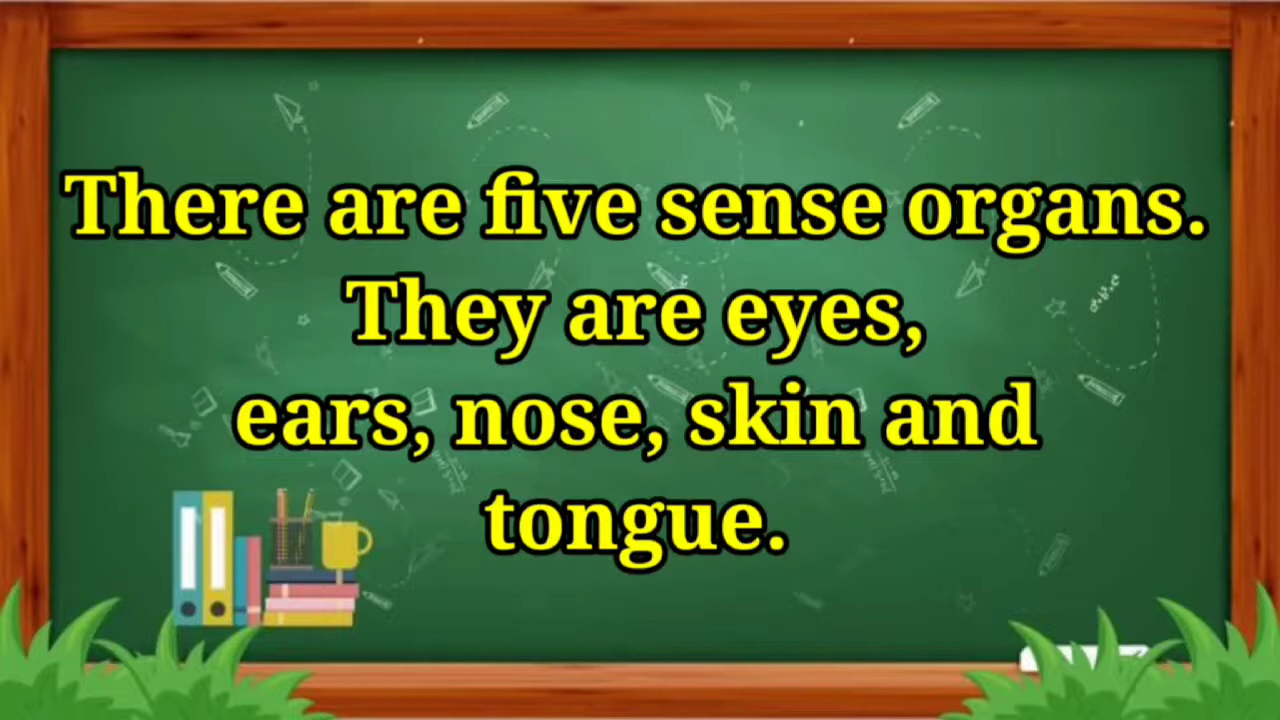 There are five sense organs.
They are eyes,
ears, nose, skin and
tongue.